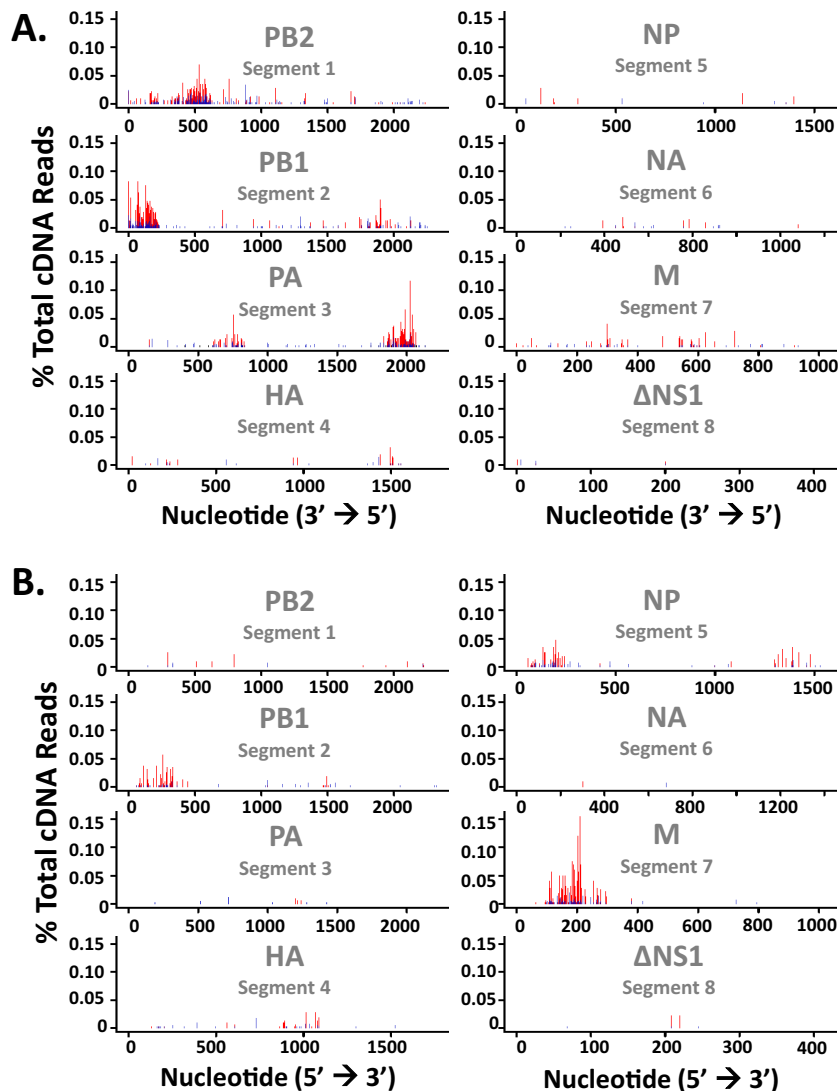 A.
% Total cDNA Reads
PB2
Segment 1
0.15
0.10
0.05
0
0 500 1000 1500 2000
NP
Segment 5
0 500 1000 1500
PB1
Segment 2
0.15
0.10
0.05
0
0 500 1000 1500 2000
NA
Segment 6
0.15
0.10
0.05
0
0 400 600 800 1000
PA
Segment 3
0.15
0.10
0.05
0
0 500 1000 1500 2000
M
Segment 7
0.15
0.10
0.05
0
0 200 400 600 800 1000
HA
Segment 4
0.15
0.10
0.05
0
0 500 1000 1500
ΔNS1
Segment 8
0.15
0.10
0.05
0
0 100 200 300 400
Nucleotide (3’ → 5’)
Nucleotide (3’ → 5’)
B.
% Total cDNA Reads
PB2
Segment 1
0.15
0.10
0.05
0
0 500 1000 1500 2000
NP
Segment 5
0.15
0.10
0.05
0
500 1000 1500
PB1
Segment 2
0.15
0.10
0.05
0
0 500 1000 1500 2000
NA
Segment 6
0.15
0.10
0.05
0
0 400 800 1200
PA
Segment 3
0.15
0.10
0.05
0
0 500 1000 1500 2000
M
Segment 7
0.15
0.10
0.05
0
0 200 400 600 800 1000
HA
Segment 4
0.15
0.10
0.05
0
0 500 1000 1500
ΔNS1
Segment 8
0.15
0.10
0.05
0
0 100 200 300 400
Nucleotide (5’ → 3’)
Nucleotide (5’ → 3’)